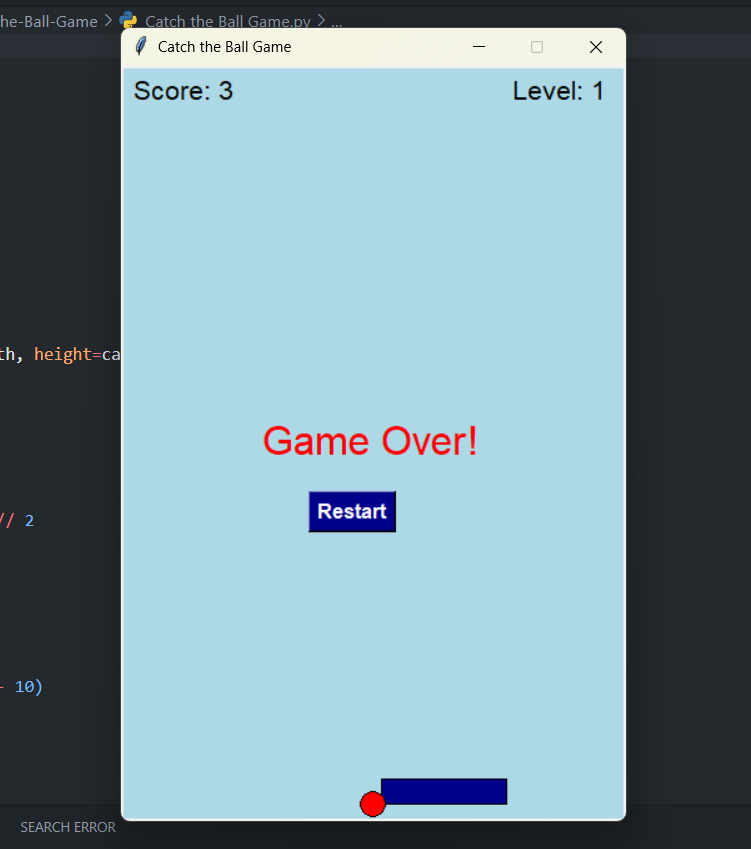 he-Ball-Game > Catch the Ball Game.py > ...
Catch the Ball Game
Score: 3
Level: 1
th, height=ca
Game Over!
Restart
// 2
- 10)
SEARCH ERROR